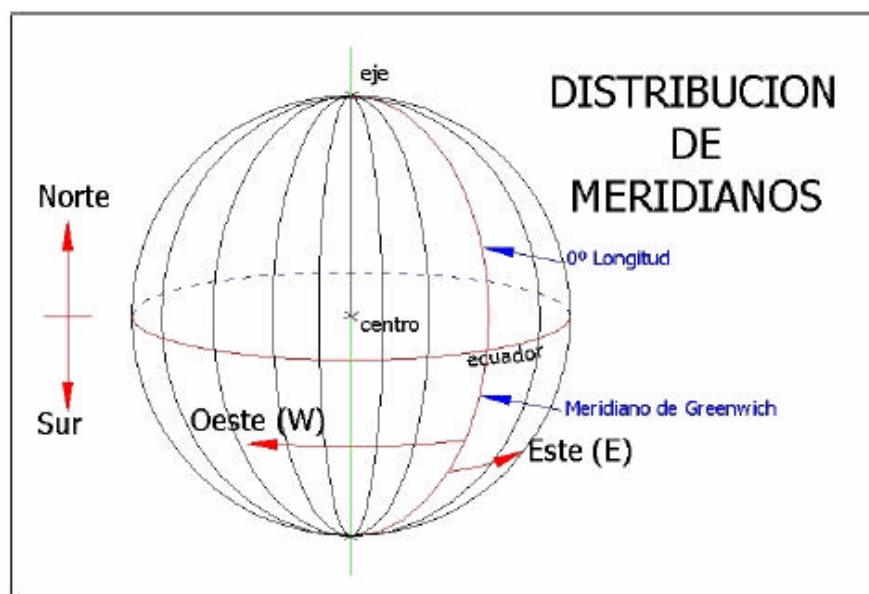 eje
DISTRIBUCION
DE
MERIDIANOS
Norte
0º Longitud
centro
ecuador
Meridiano de Greenwich
Sur
Oeste (W)
Este (E)